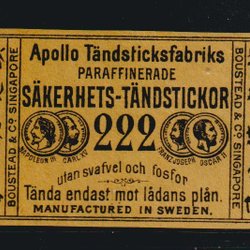 Apollo Tändsticksfabriks
PARAFFINERADE
SÄKERHETS-TÄNDSTICKOR
222
NAPOLEON III CARL XV
FRANZ JOSEPH OSCAR II
utan svafvel och fosfor
Tända endast mot lådans plån.
MANUFACTURED IN SWEDEN.
BOUSTEAD & Co. SINGAPORE
BOUSTEAD & Co. SINGAPORE